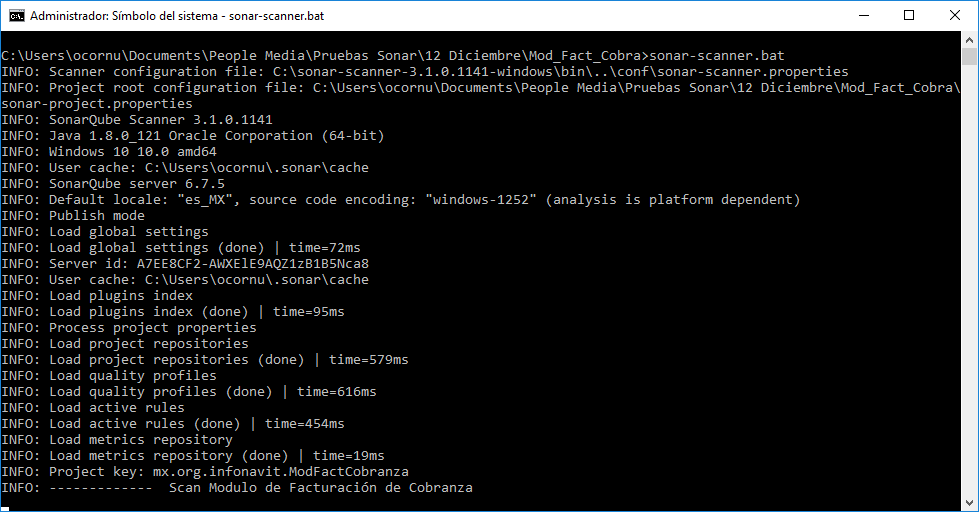 Administrador: Símbolo del sistema - sonar-scanner.bat
C:\Users\ocornu\Documents\People Media\Pruebas Sonar\12 Diciembre\Mod_Fact_Cobra>sonar-scanner.bat
INFO: Scanner configuration file: C:\sonar-scanner-3.1.0.1141-windows\bin\..\conf\sonar-scanner.properties
INFO: Project root configuration file: C:\Users\ocornu\Documents\People Media\Pruebas Sonar\12 Diciembre\Mod_Fact_Cobra\
sonar-project.properties
INFO: SonarQube Scanner 3.1.0.1141
INFO: Java 1.8.0_121 Oracle Corporation (64-bit)
INFO: Windows 10 10.0 amd64
INFO: User cache: C:\Users\ocornu\.sonar\cache
INFO: SonarQube server 6.7.5
INFO: Default locale: "es_MX", source code encoding: "windows-1252" (analysis is platform dependent)
INFO: Publish mode
INFO: Load global settings
INFO: Load global settings (done) | time=72ms
INFO: Server id: A7EE8CF2-AWXElE9AQZ1zB1B5Nca8
INFO: User cache: C:\Users\ocornu\.sonar\cache
INFO: Load plugins index
INFO: Load plugins index (done) | time=95ms
INFO: Process project properties
INFO: Load project repositories
INFO: Load project repositories (done) | time=579ms
INFO: Load quality profiles
INFO: Load quality profiles (done) | time=616ms
INFO: Load active rules
INFO: Load active rules (done) | time=454ms
INFO: Load metrics repository
INFO: Load metrics repository (done) | time=19ms
INFO: Project key: mx.org.infonavit.ModFactCobranza
INFO: -------------  Scan Modulo de Facturación de Cobranza